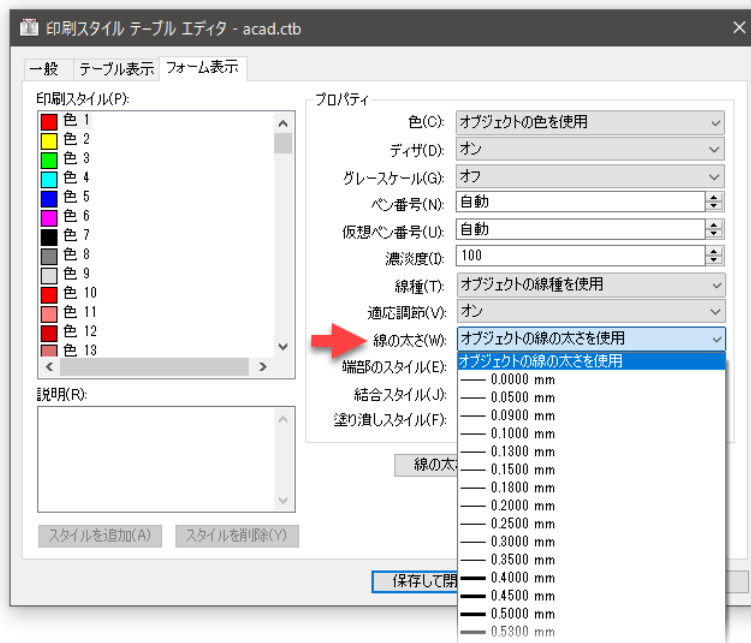 印刷スタイル テーブル エディタ - acad.ctb
一般 テーブル表示 フォーム表示
印刷スタイル(P):
色 1
色 2
色 3
色 4
色 5
色 6
色 7
色 8
色 9
色 10
色 11
色 12
色 13
説明(R):
スタイルを追加(A) スタイルを削除(Y)
プロパティ
色(C): オブジェクトの色を使用
ディザ(D): オン
グレースケール(G): オフ
ペン番号(N): 自動
仮想ペン番号(U): 自動
濃淡度(I): 100
線種(T): オブジェクトの線種を使用
適応調節(V): オン
線の太さ(W): オブジェクトの線の太さを使用
端部のスタイル(E):
結合スタイル(J):
塗り潰しスタイル(F):
オブジェクトの線の太さを使用
0.0000 mm
0.0500 mm
0.0900 mm
0.1000 mm
0.1300 mm
0.1500 mm
0.1800 mm
0.2000 mm
0.2500 mm
0.3000 mm
0.3500 mm
0.4000 mm
0.4500 mm
0.5000 mm
0.5300 mm
線の太
保存して閉